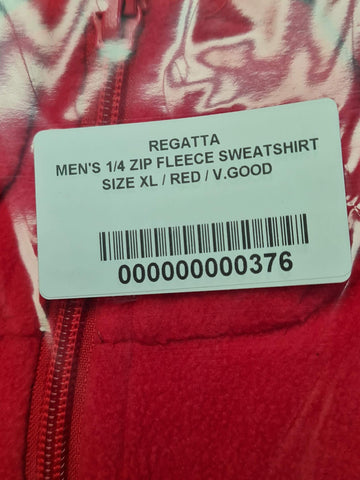 REGATTA
MEN'S 1/4 ZIP FLEECE SWEATSHIRT
SIZE XL / RED / V.GOOD
000000000376